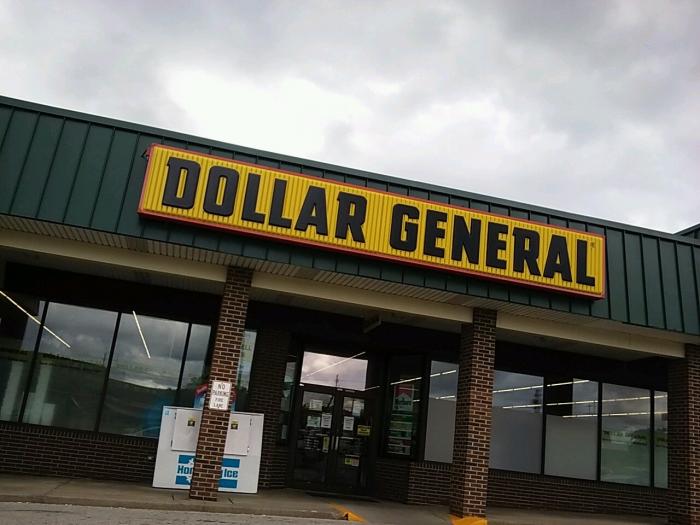 DOLLAR GENERAL
NO
PARKING
FIRE
LANE
Ice